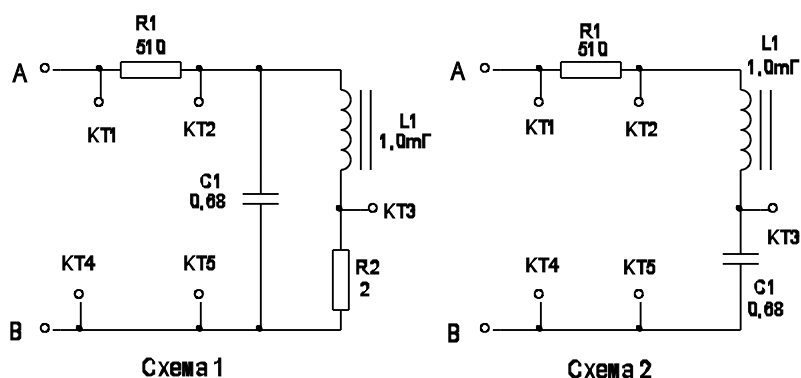 R1
510
A
KT1
KT2
L1
1,0mГ
C1
0,68
KT3
KT4
KT5
R2
2
B
Схема 1
R1
510
A
KT1
KT2
L1
1,0mГ
KT3
KT4
KT5
C1
0,68
B
Схема 2